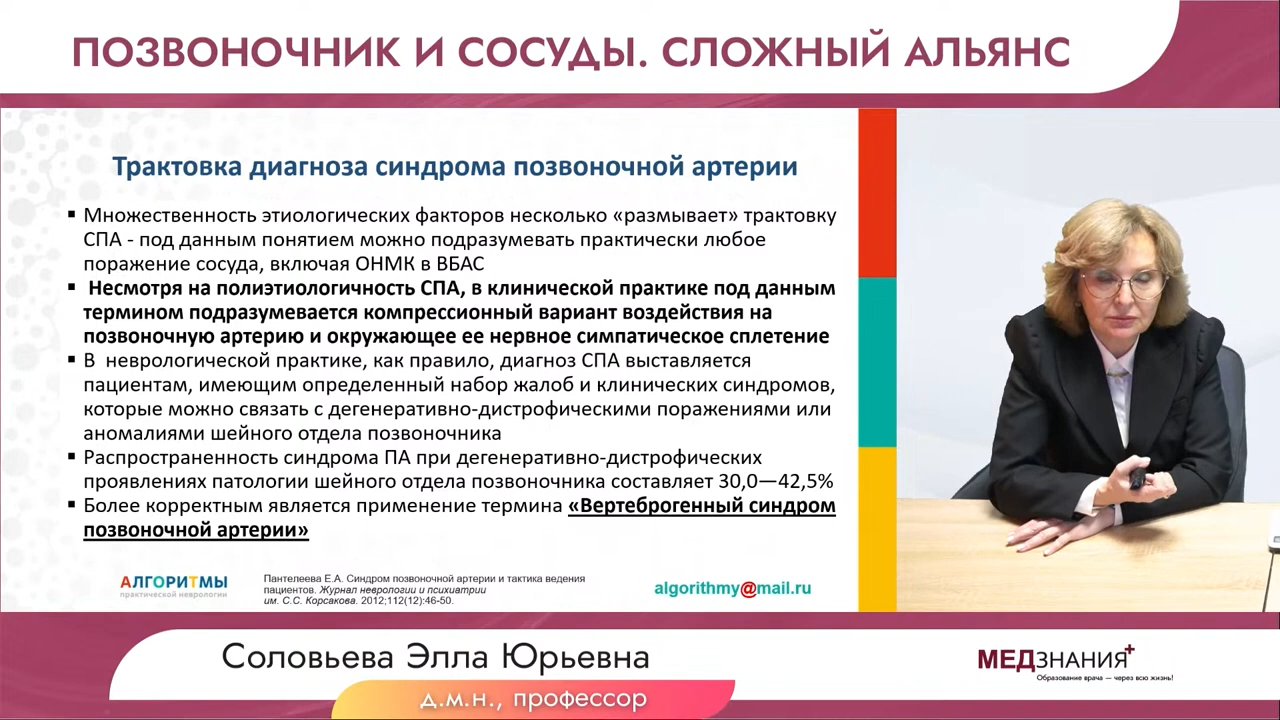 ПОЗВОНОЧНИК И СОСУДЫ. СЛОЖНЫЙ АЛЬЯНС
Трактовка диагноза синдрома позвоночной артерии
▪ Множественность этиологических факторов несколько «размывает» трактовку
СПА - под данным понятием можно подразумевать практически любое
поражение сосуда, включая ОНМК в ВБАС
▪ Несмотря на полиэтиологичность СПА, в клинической практике под данным
термином подразумевается компрессионный вариант воздействия на
позвоночную артерию и окружающее ее нервное симпатическое сплетение
▪ В неврологической практике, как правило, диагноз СПА выставляется
пациентам, имеющим определенный набор жалоб и клинических синдромов,
которые можно связать с дегенеративно-дистрофическими поражениями или
аномалиями шейного отдела позвоночника
▪ Распространенность синдрома ПА при дегенеративно-дистрофических
проявлениях патологии шейного отдела позвоночника составляет 30,0—42,5%
▪ Более корректным является применение термина «Вертеброгенный синдром
позвоночной артерии»
АЛГОРИТМЫ
практической неврологии
Пантелеева Е.А. Синдром позвоночной артерии и тактика ведения
пациентов. Журнал неврологии и психиатрии
им. С.С. Корсакова. 2012;112(12):46-50.
algorithmy@mail.ru
Соловьева Элла Юрьевна
д.м.н., профессор
МЕДЗНАНИЯ+
Образование врача — через всю жизнь!